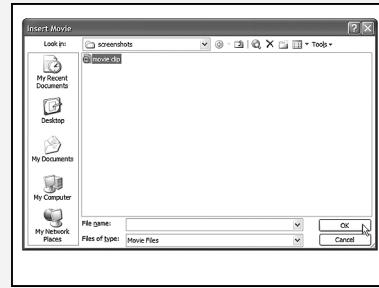 Insert Movie
Look in:
screenshots
Tools
movie clip
My Recent
Documents
Desktop
My Documents
My Computer
My Network
Places
File name:
Files of type:
Movie Files
OK
Cancel